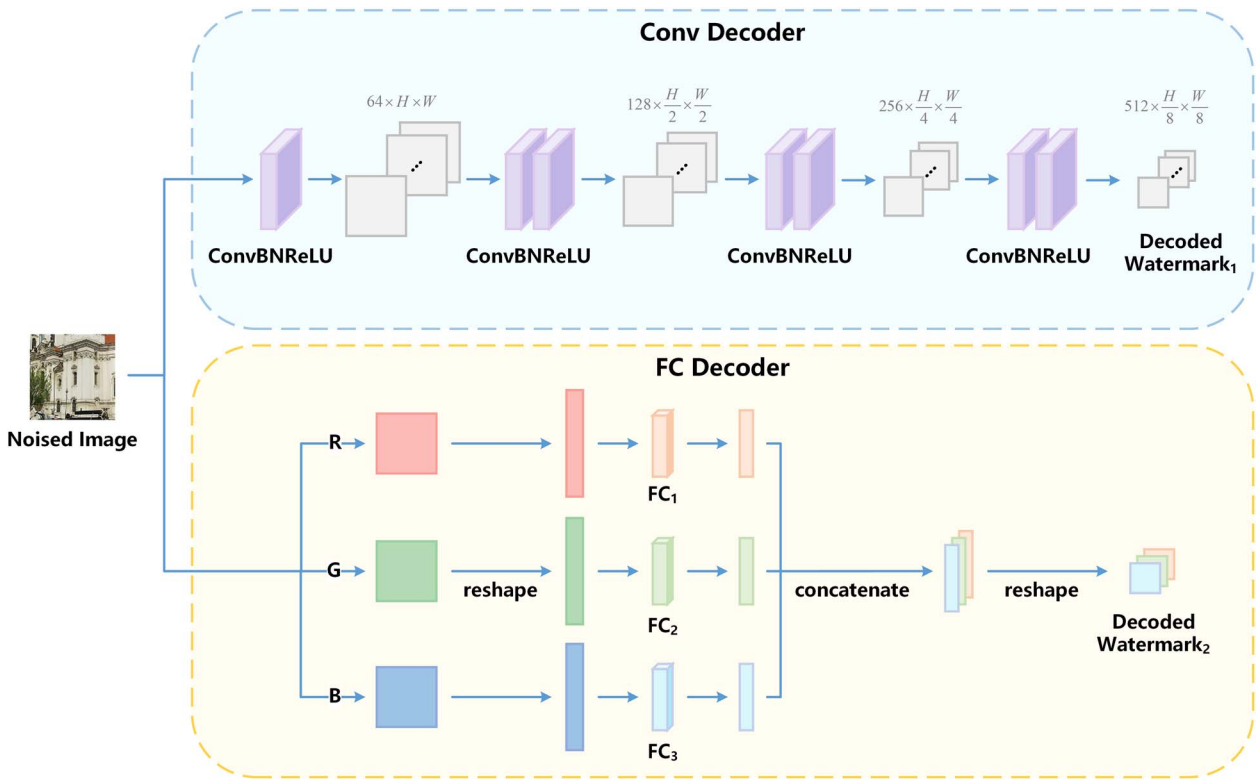 Conv Decoder
64 × H × W
128 × H/2 × W/2
256 × H/4 × W/4
512 × H/8 × W/8
ConvBNReLU
ConvBNReLU
ConvBNReLU
ConvBNReLU
Decoded
Watermark₁
Noised Image
FC Decoder
R
FC₁
G
reshape
FC₂
concatenate
reshape
Decoded
Watermark₂
B
FC₃